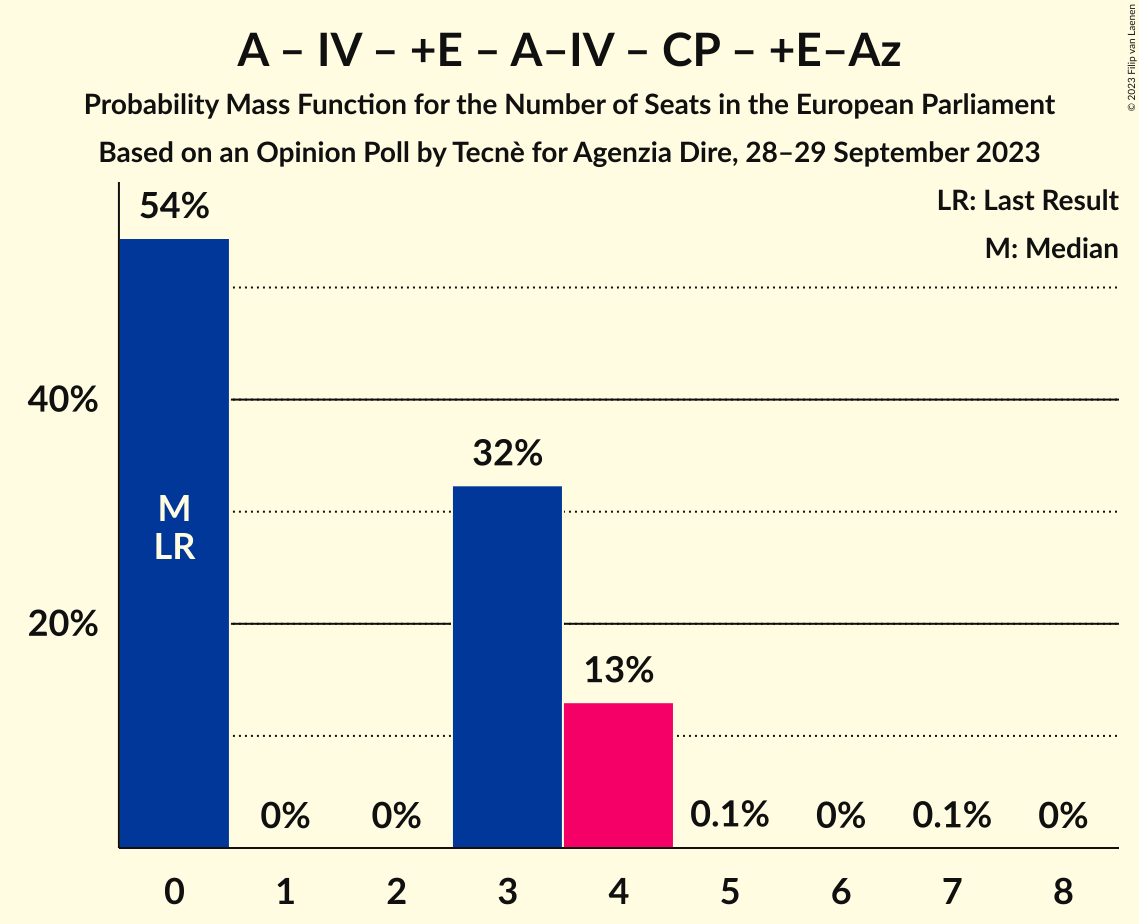 A – IV – +E – A–IV – CP – +E–Az
Probability Mass Function for the Number of Seats in the European Parliament
Based on an Opinion Poll by Tecnè for Agenzia Dire, 28–29 September 2023
© 2023 Filip van Laenen
LR: Last Result
M: Median
54%
40%
32%
M
LR
20%
13%
0%
0%
0.1%
0%
0.1%
0%
0
1
2
3
4
5
6
7
8